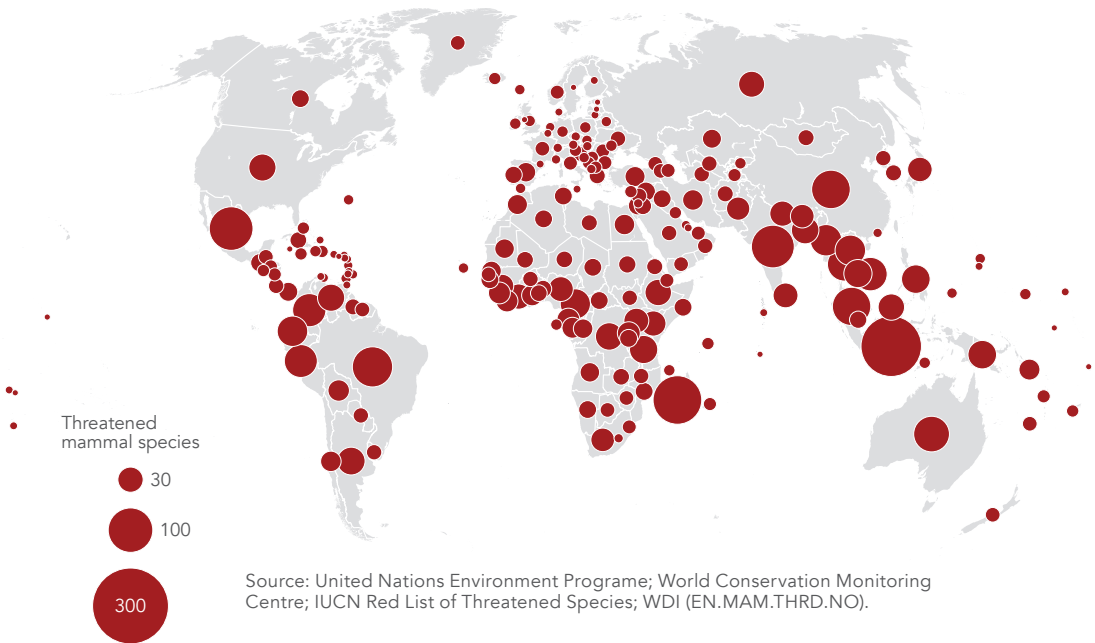 Threatened
mammal species
30
100
300
Source: United Nations Environment Programe; World Conservation Monitoring
Centre; IUCN Red List of Threatened Species; WDI (EN.MAM.THRD.NO).